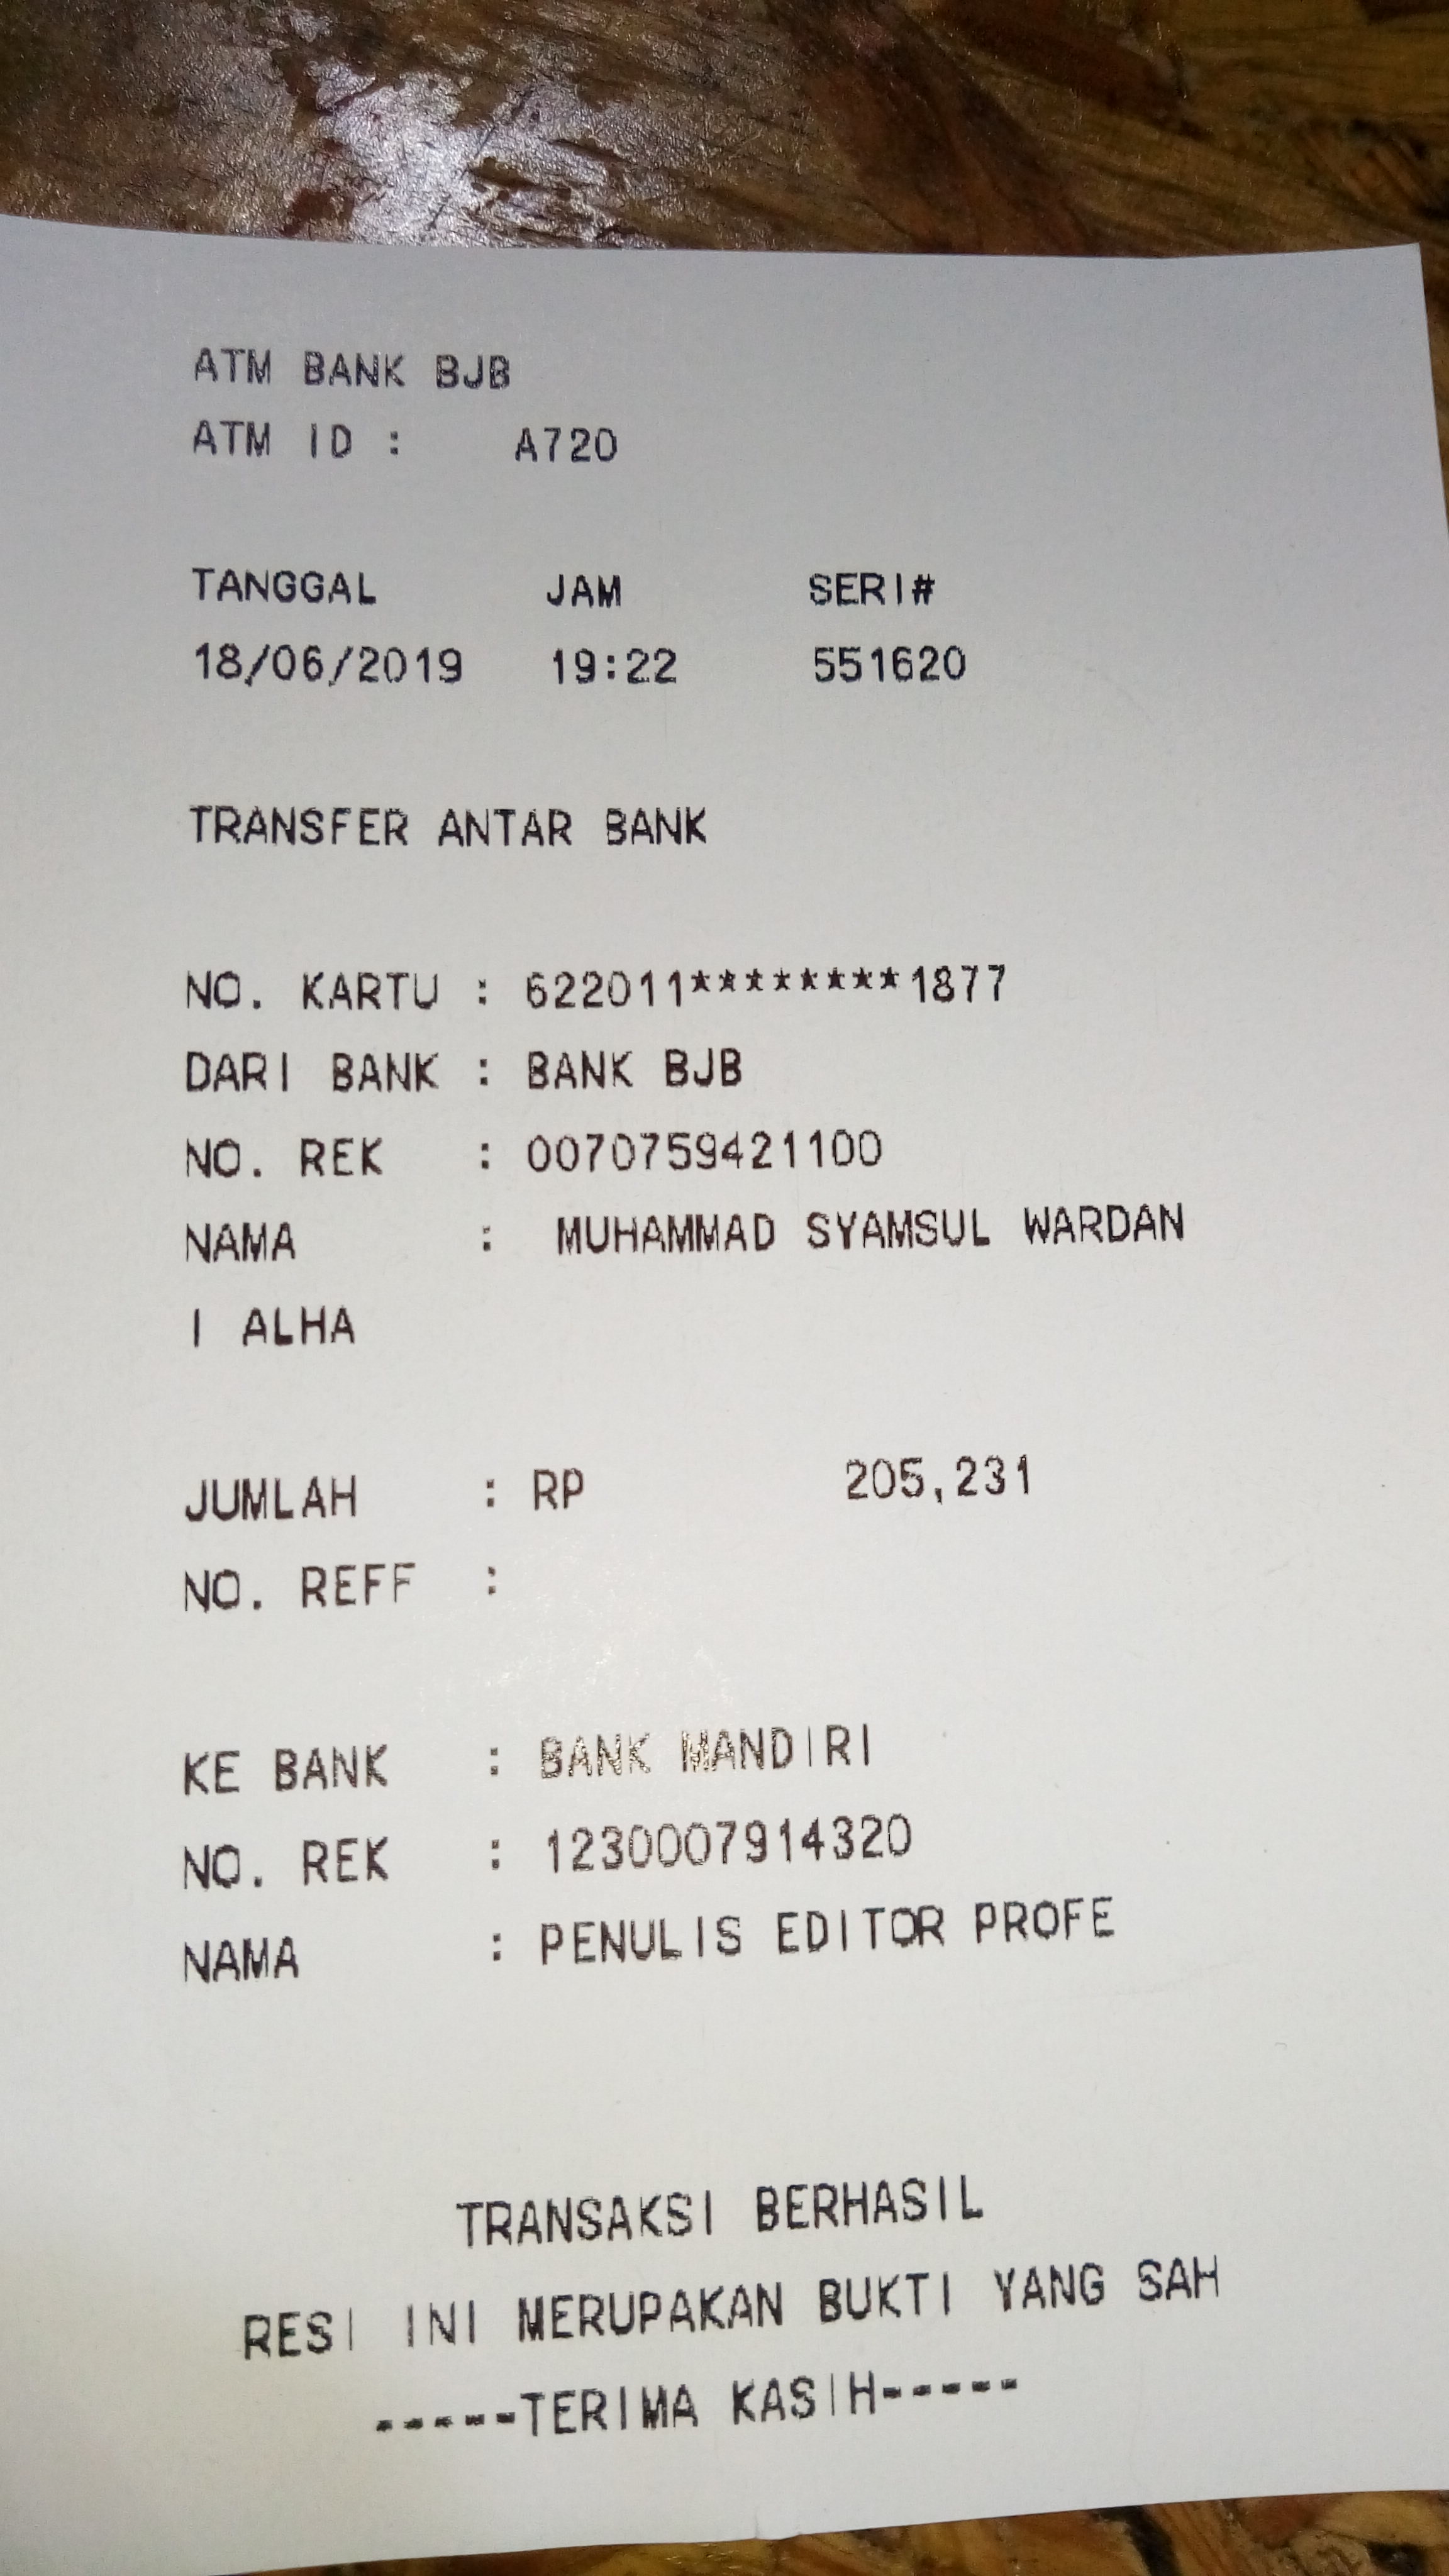 ATM BANK BJB
ATM ID : A720
TANGGAL JAM SERI#
18/06/2019 19:22 551620
TRANSFER ANTAR BANK
NO. KARTU : 622011********1877
DARI BANK : BANK BJB
NO. REK : 0070759421100
NAMA : MUHAMMAD SYAMSUL WARDAN
I ALHA
JUMLAH : RP 205,231
NO. REFF :
KE BANK : BANK MANDIRI
NO. REK : 1230007914320
NAMA : PENULIS EDITOR PROFE
TRANSAKSI BERHASIL
RESI INI MERUPAKAN BUKTI YANG SAH
-----TERIMA KASIH-----